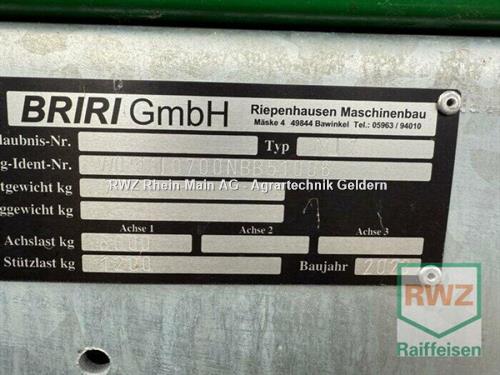 BRIRI GmbH
Riepenhausen Maschinenbau
Mäske 4 49844 Bawinkel Tel.: 05963 / 94010
laubnis-Nr. Typ
g-Ident-Nr.
RWZ Rhein-Main AG - Agrartechnik Geldern
tgewicht kg
ggewicht kg
Achse 1 Achse 2 Achse 3
Achslast kg
Stützlast kg Baujahr
RWZ
Raiffeisen